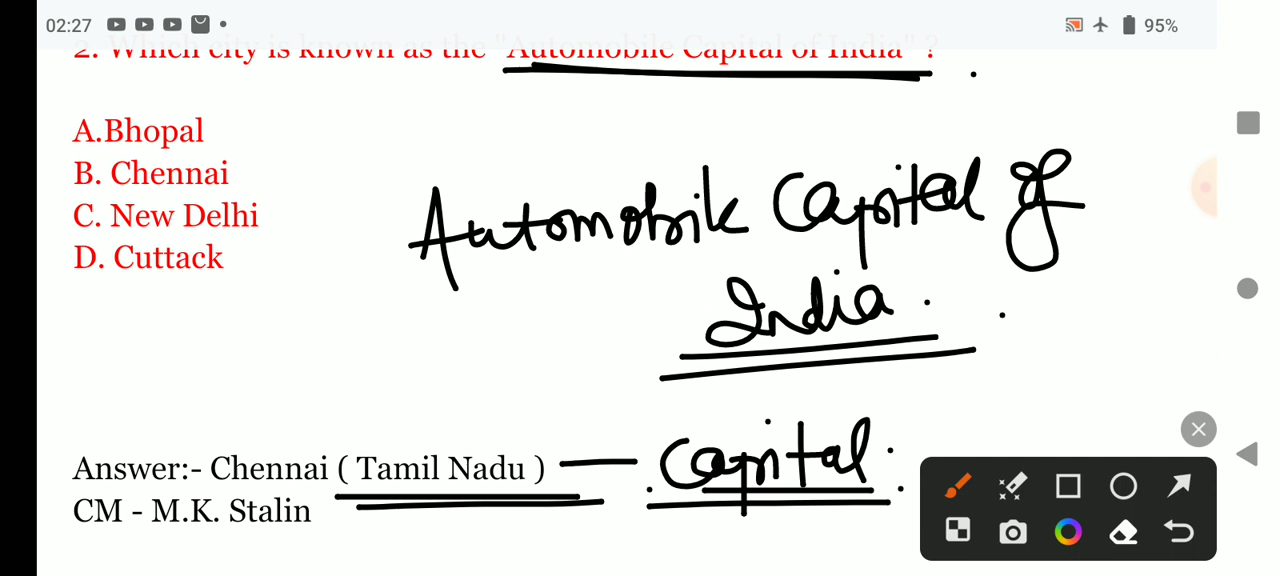 02:27 95%
2. Which city is known as the "Automobile Capital of India" ?
A.Bhopal
B. Chennai
C. New Delhi
D. Cuttack
Automobile Capital of
India.
Answer:- Chennai ( Tamil Nadu ) — Capital
CM - M.K. Stalin